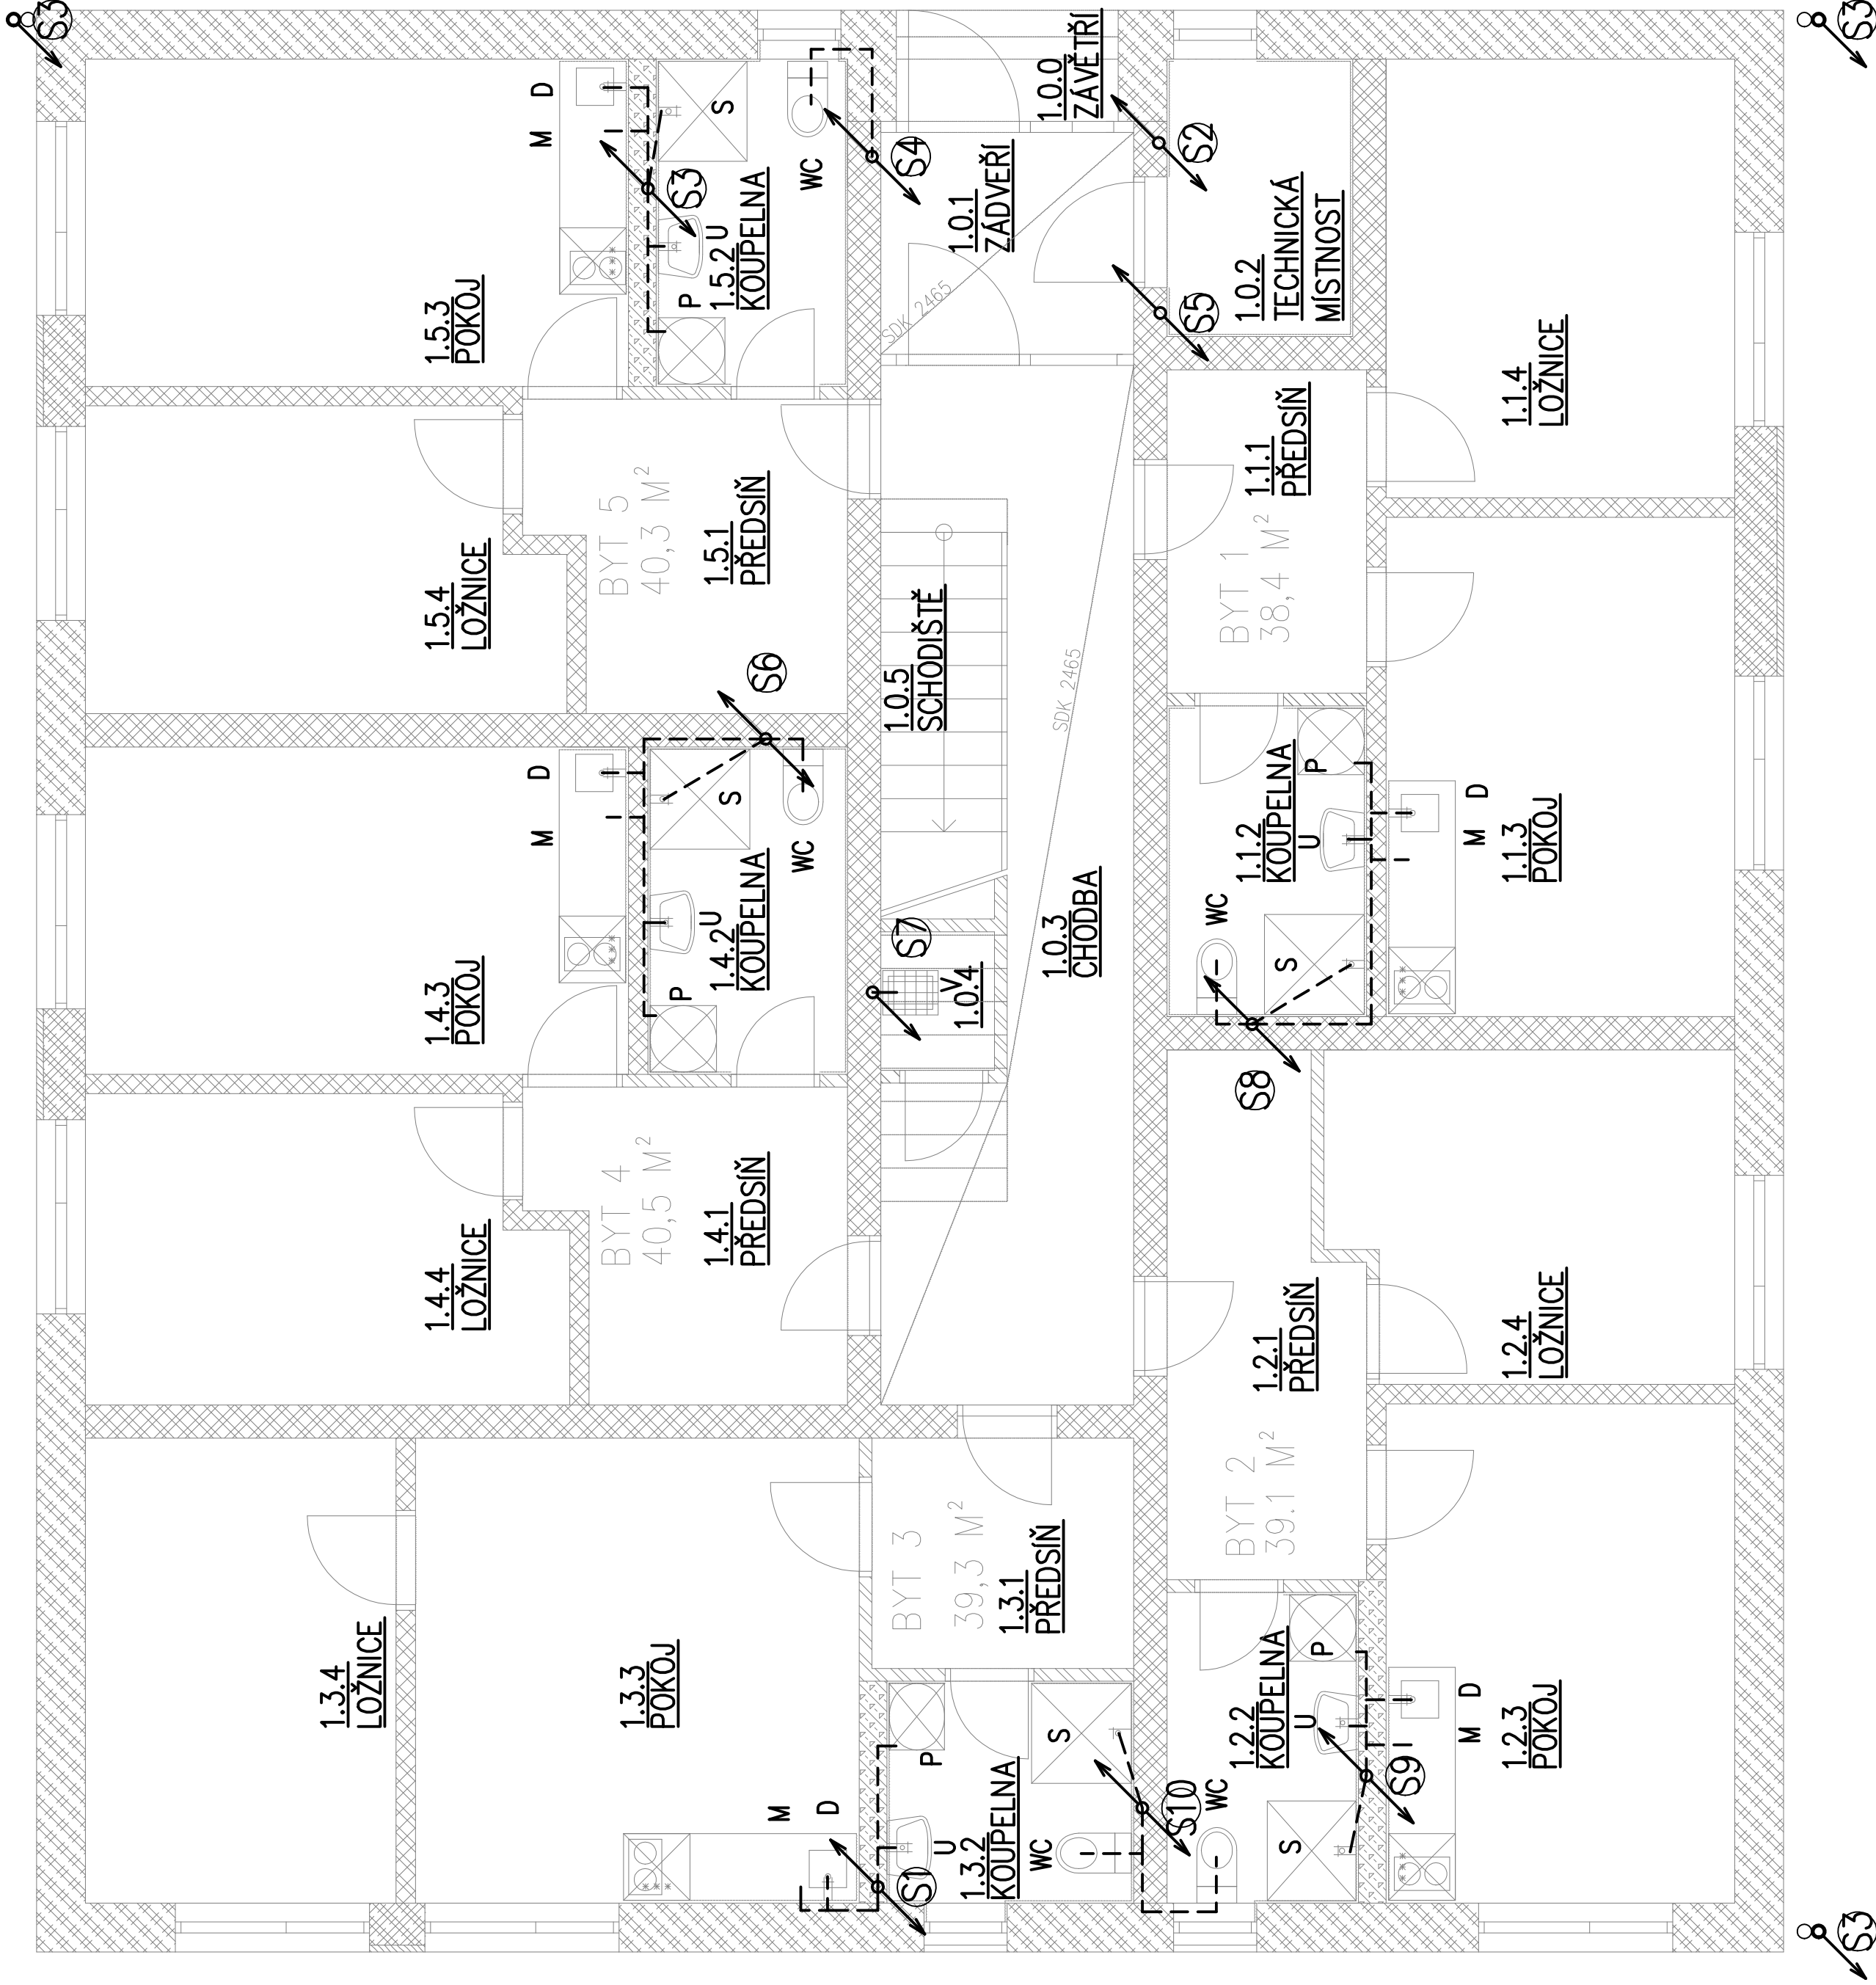 S3
S3
D
M
S
WC
S3
U
P
1.5.2
KOUPELNA
S4
1.0.0
ZÁVĚTŘÍ
S2
1.0.1
ZÁDVEŘÍ
SDK 2465
S5
1.0.2
TECHNICKÁ
MÍSTNOST
1.5.3
POKOJ
1.5.4
LOŽNICE
BYT 5
40,3 M²
1.5.1
PŘEDSÍŇ
1.1.1
PŘEDSÍŇ
1.1.4
LOŽNICE
BYT 1
38,4 M²
1.0.5
SCHODIŠTĚ
SDK 2465
S6
D
M
S
WC
U
P
1.4.2
KOUPELNA
1.4.3
POKOJ
S7
V
1.0.4
1.0.3
CHODBA
P
1.1.2
KOUPELNA
U
WC
S
D
M
1.1.3
POKOJ
S8
1.4.4
LOŽNICE
BYT 4
40,5 M²
1.4.1
PŘEDSÍŇ
1.2.1
PŘEDSÍŇ
1.2.4
LOŽNICE
BYT 2
39.1 M²
BYT 3
39,3 M²
1.3.1
PŘEDSÍŇ
1.3.4
LOŽNICE
1.3.3
POKOJ
M
D
P
U
S1
1.3.2
KOUPELNA
WC
S
S10
WC
1.2.2
KOUPELNA
U
P
S
S9
D
M
1.2.3
POKOJ
S3